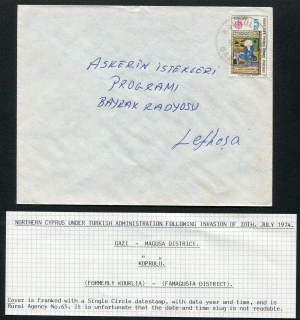 ASKERİN İSTEKLERİ
PROGRAMI
BAYRAK RADYOSU
Lefkoşa
NORTHERN CYPRUS UNDER TURKISH ADMINISTRATION FOLLOWING INVASION OF 20TH, JULY 1974.
GAZI - MAGUSA DISTRICT.
" "
KOPRULU.
(FORMERLY KOUKLIA) - (FAMAGUSTA DISTRICT).
Cover is franked with a Single Circle datestamp, with date year and time, and is
Rural Agency No.65. It is unfortunate that the date and time slug is not readable.